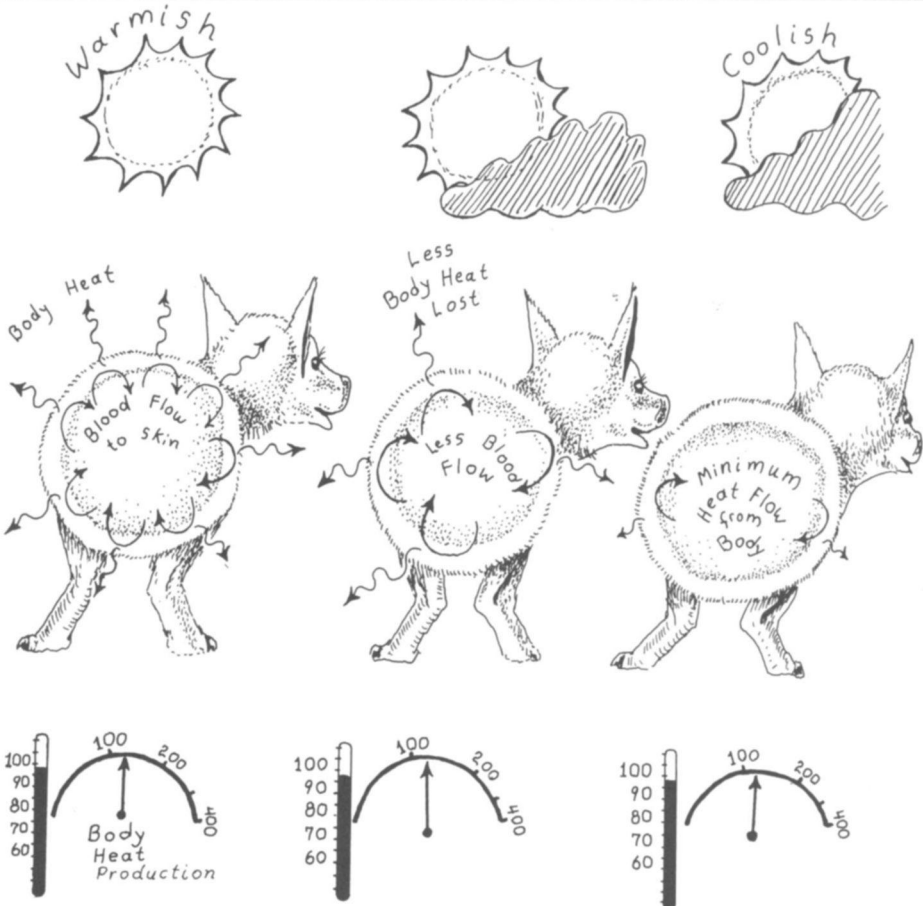 Warmish
Coolish
Body Heat
Less
Body Heat
Lost
Blood Flow
to skin
Less Blood
Flow
Minimum
Heat Flow
from
Body
100
90
80
70
60
100
200
400
Body
Heat
Production
100
90
80
70
60
100
200
400
100
90
80
70
60
100
200
400